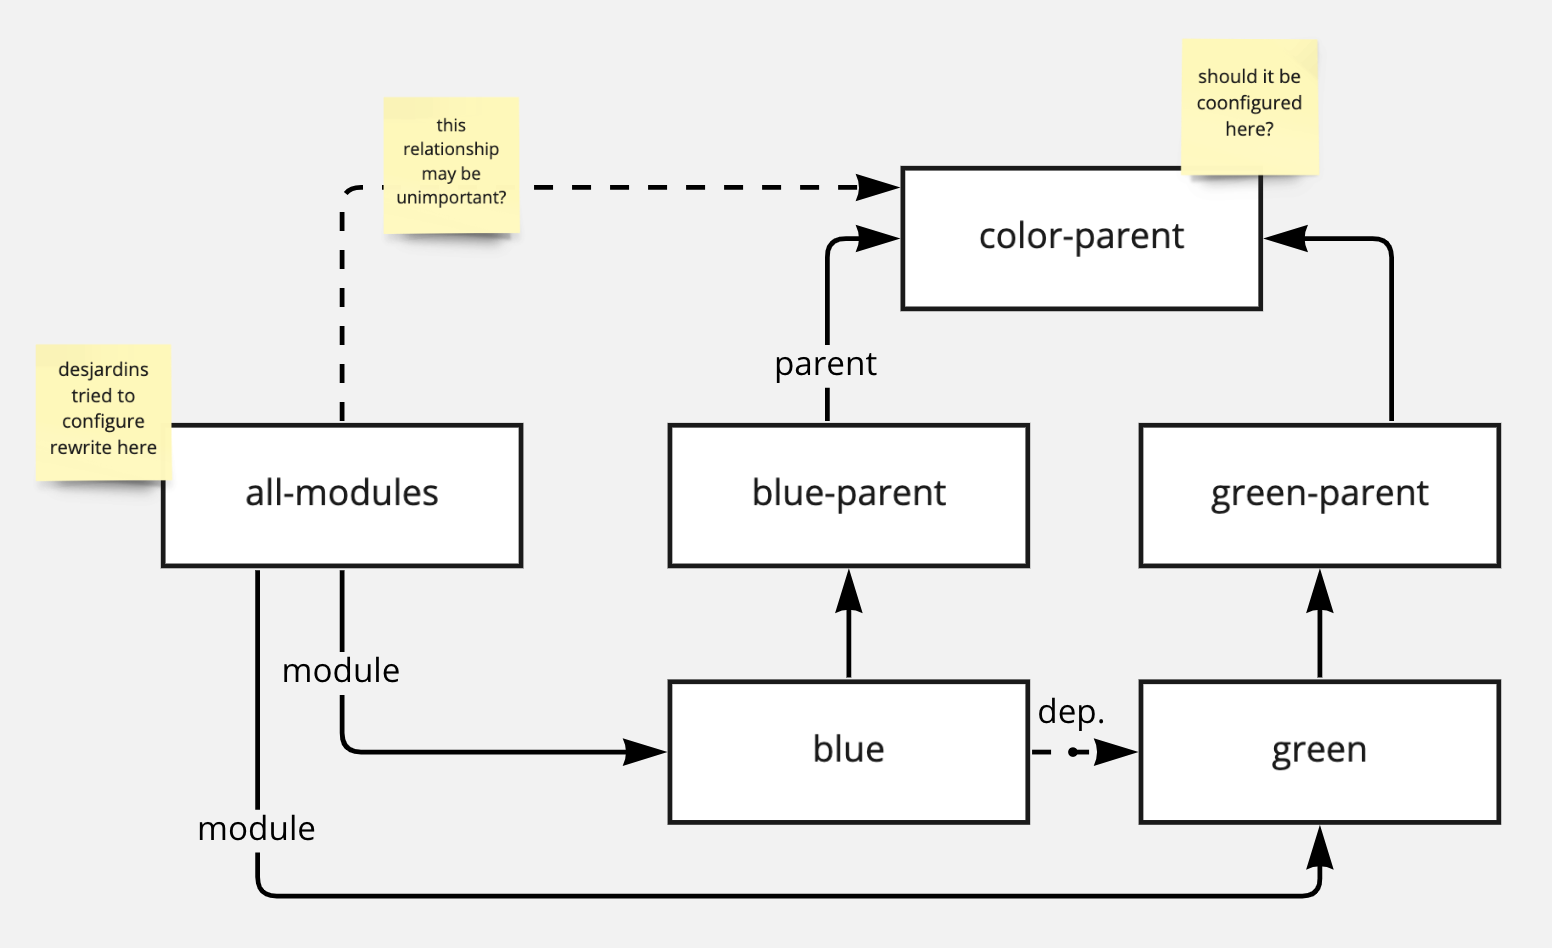 should it be
coonfigured
here?
this
relationship
may be
unimportant?
color-parent
parent
desjardins
tried to
configure
rewrite here
all-modules
blue-parent
green-parent
module
dep.
blue
green
module